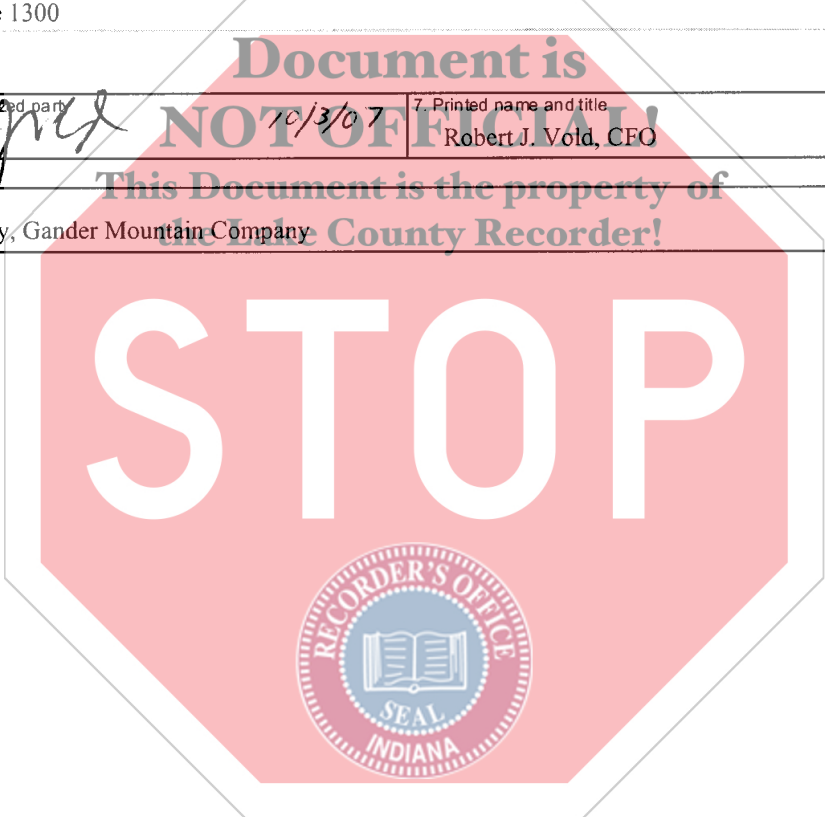 e 1300
Document is
zed party
10/3/07
7. Printed name and title
NOT OFFICIAL!
Robert J. Vold, CFO
This Document is the property of
y, Gander Mountain Company
the Lake County Recorder!
STOP
RECORDER'S OFFICE
SEAL
INDIANA